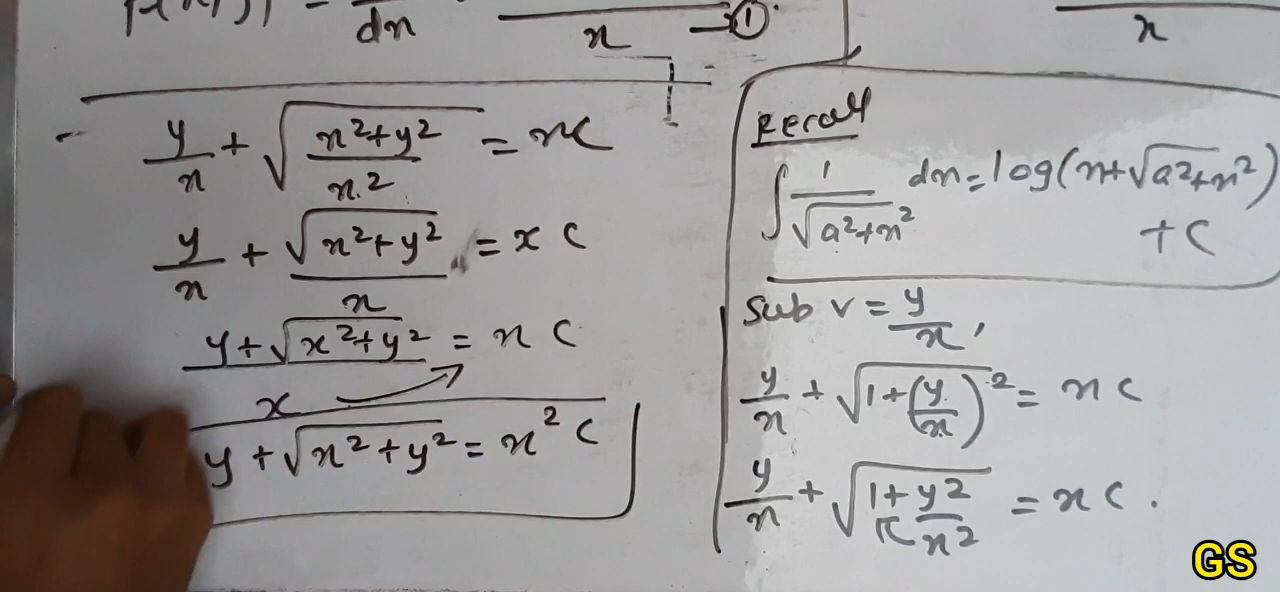 dx x —①
x
y/x + √((x²+y²)/x²) = xc
y/x + √(x²+y²)/x = x c
(y+√(x²+y²))/x = x c
y+√(x²+y²) = x² c
Recall
∫ 1/√(a²+x²) dx = log(x+√(a²+x²))
+c
Sub v = y/x,
y/x + √(1+(y/x)²) = x c
y/x + √(1+y²/x²) = x c.
GS